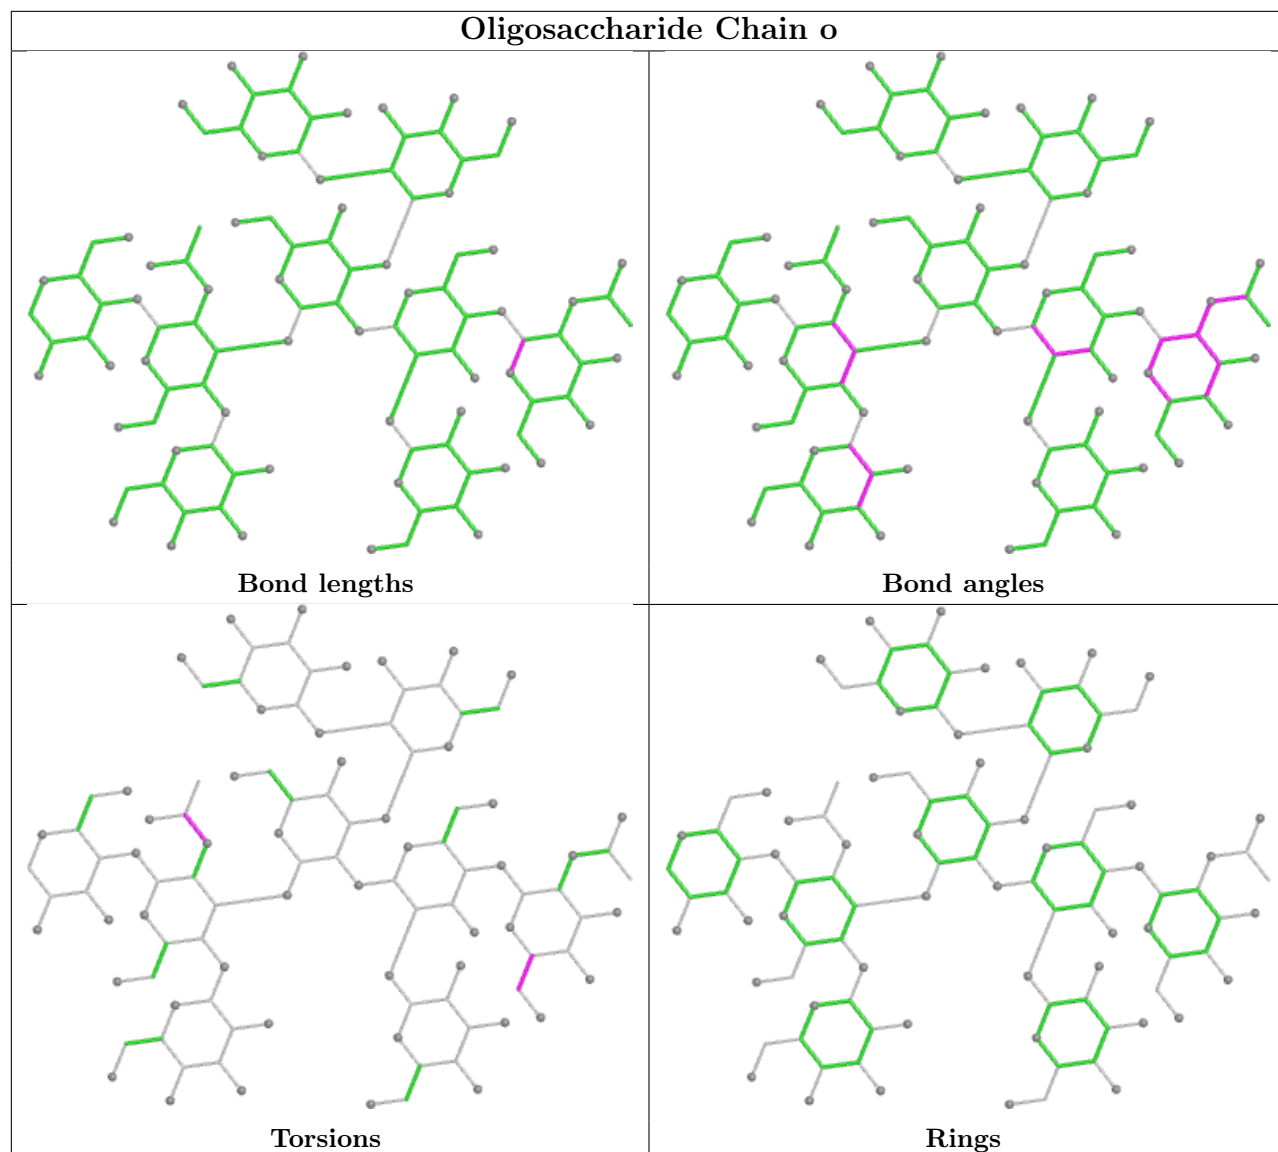 Oligosaccharide Chain o
Bond lengths
Bond angles
Torsions
Rings